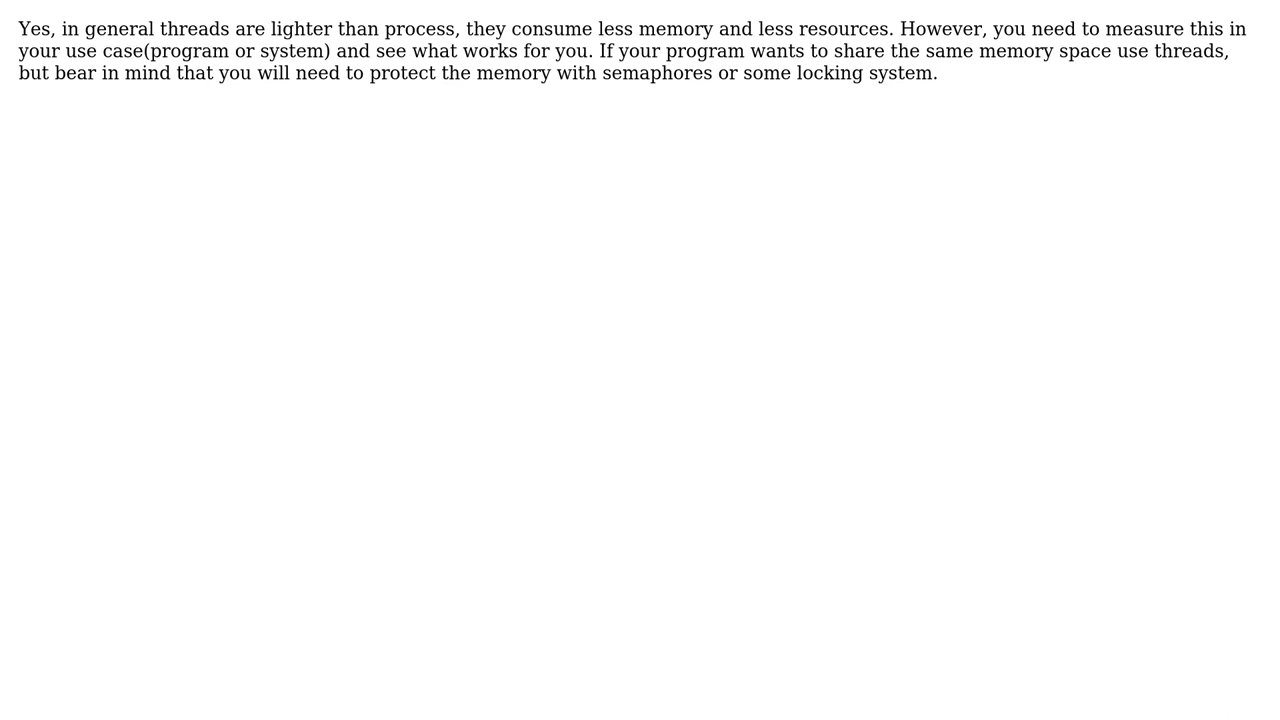 Yes, in general threads are lighter than process, they consume less memory and less resources. However, you need to measure this in
your use case(program or system) and see what works for you. If your program wants to share the same memory space use threads,
but bear in mind that you will need to protect the memory with semaphores or some locking system.